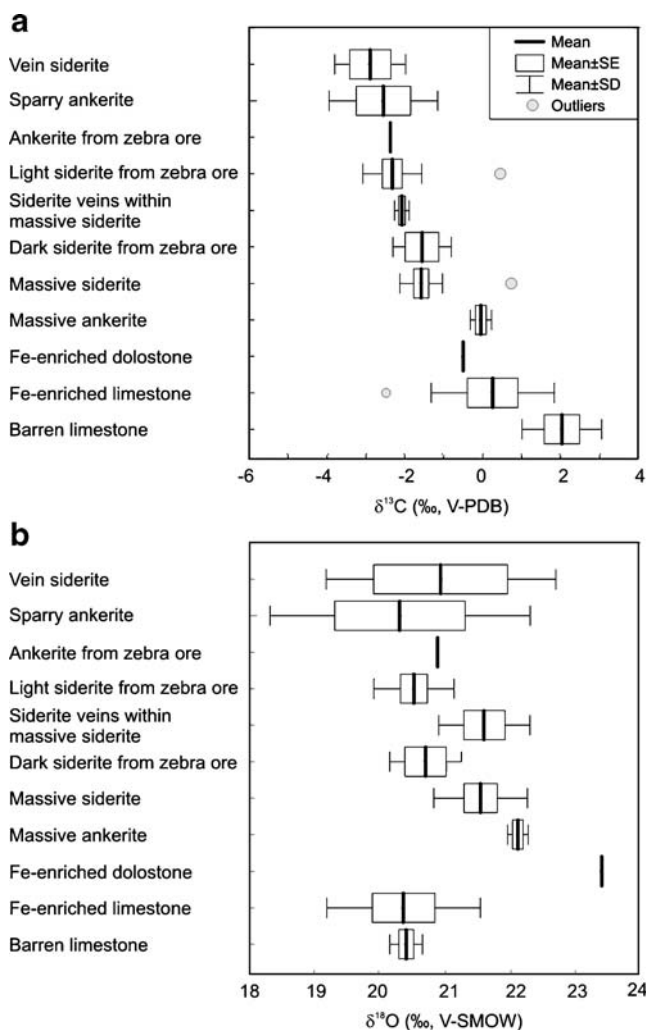 a
Mean
Mean±SE
Mean±SD
Outliers
Vein siderite
Sparry ankerite
Ankerite from zebra ore
Light siderite from zebra ore
Siderite veins within
massive siderite
Dark siderite from zebra ore
Massive siderite
Massive ankerite
Fe-enriched dolostone
Fe-enriched limestone
Barren limestone
-6 -4 -2 0 2 4
δ¹³C (‰, V-PDB)
b
Vein siderite
Sparry ankerite
Ankerite from zebra ore
Light siderite from zebra ore
Siderite veins within
massive siderite
Dark siderite from zebra ore
Massive siderite
Massive ankerite
Fe-enriched dolostone
Fe-enriched limestone
Barren limestone
18 19 20 21 22 23 24
δ¹⁸O (‰, V-SMOW)